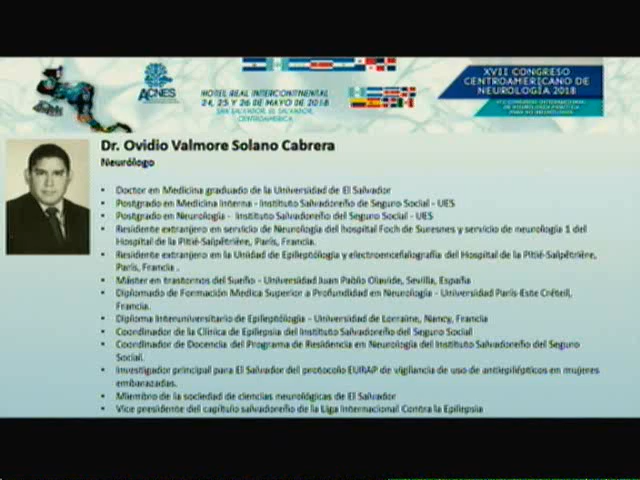 ACNES
HOTEL REAL INTERCONTINENTAL
24, 25 Y 26 DE MAYO DE 2018
SAN SALVADOR, EL SALVADOR,
CENTROAMERICA
XVII CONGRESO
CENTROAMERICANO DE
NEUROLOGÍA 2018
Dr. Ovidio Valmore Solano Cabrera
Neurólogo
• Doctor en Medicina graduado de la Universidad de El Salvador
• Postgrado en Medicina Interna - Instituto Salvadoreño de Seguro Social - UES
• Postgrado en Neurología - Instituto Salvadoreño del Seguro Social - UES
• Residente extranjero en servicio de Neurología del hospital Foch de Suresnes y servicio de neurología 1 del
Hospital de la Pitié-Salpêtrière, París, Francia.
• Residente extranjero en la Unidad de Epileptólogia y electroencefalografía del Hospital de la Pitié-Salpêtrière,
París, Francia .
• Máster en trastornos del Sueño - Universidad Juan Pablo Olavide, Sevilla, España
• Diplomado de Formación Medica Superior a Profundidad en Neurología - Universidad París-Este Créteil,
Francia.
• Diploma Interuniversitario de Epileptólogia - Universidad de Lorraine, Nancy, Francia
• Coordinador de la Clínica de Epilepsia del Instituto Salvadoreño del Seguro Social
• Coordinador de Docencia del Programa de Residencia en Neurología del Instituto Salvadoreño del Seguro
Social.
• Investigador principal para El Salvador del protocolo EURAP de vigilancia de uso de antiepilépticos en mujeres
embarazadas.
• Miembro de la sociedad de ciencias neurológicas de El Salvador
• Vice presidente del capítulo salvadoreño de la Liga Internacional Contra la Epilepsia